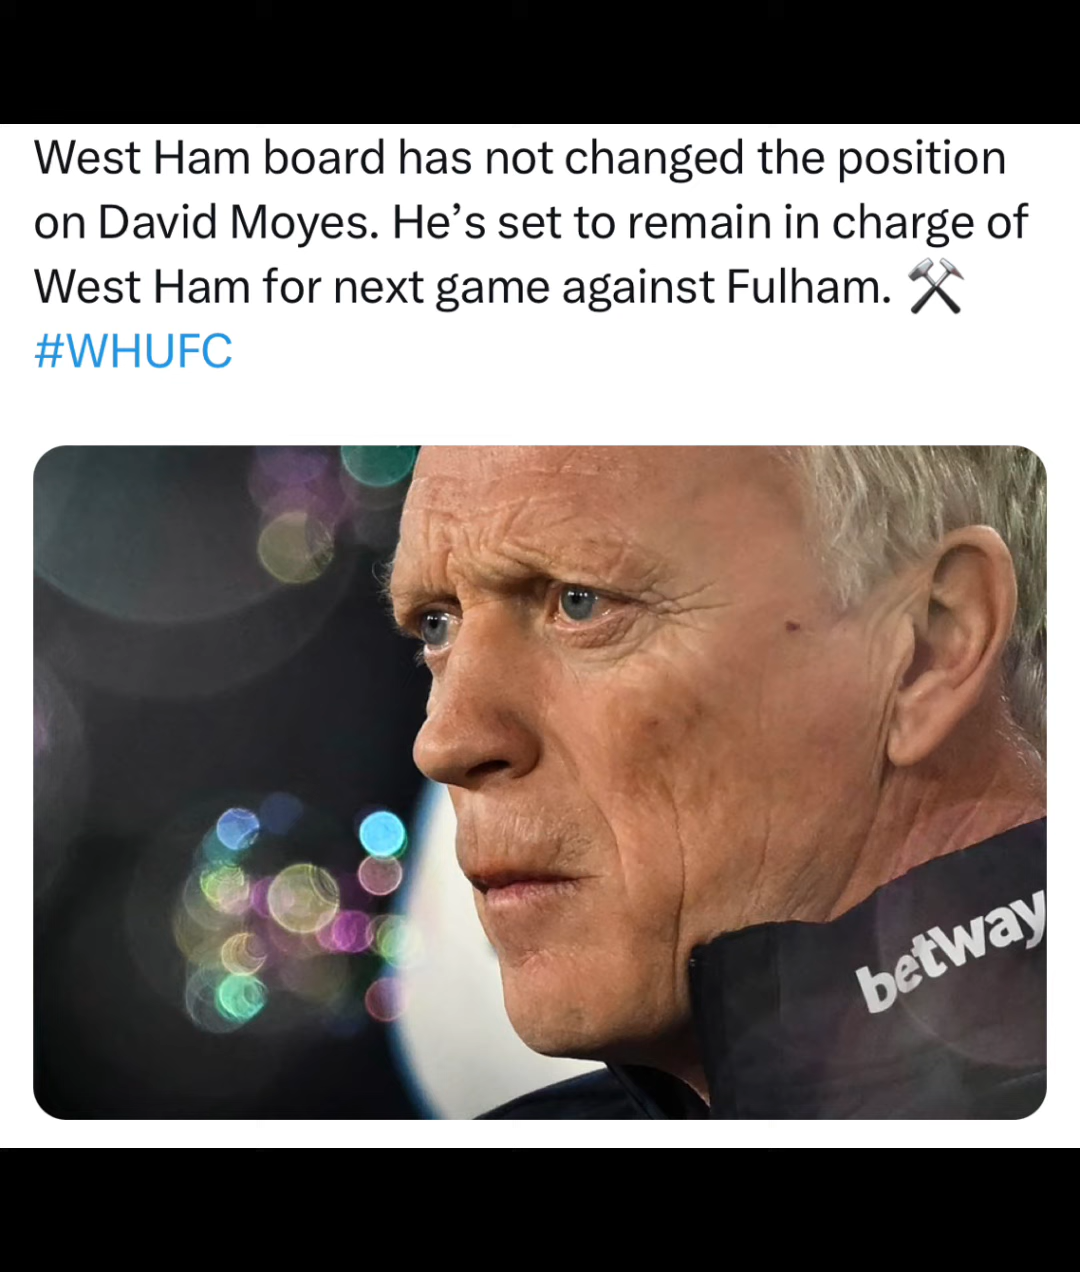 West Ham board has not changed the position
on David Moyes. He’s set to remain in charge of
West Ham for next game against Fulham. ⚒️
#WHUFC
betway